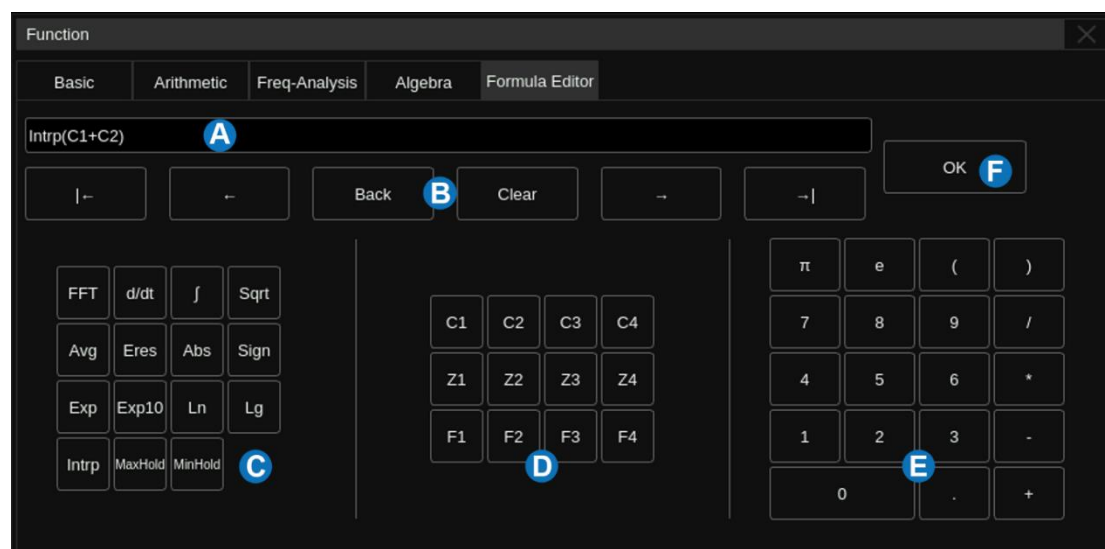 Function
Basic Arithmetic Freq-Analysis Algebra Formula Editor
Intrp(C1+C2) A
OK F
|← ← Back B Clear → →|
π e ( )
FFT d/dt ∫ Sqrt
C1 C2 C3 C4
7 8 9 /
Avg Eres Abs Sign
Z1 Z2 Z3 Z4
4 5 6 *
Exp Exp10 Ln Lg
F1 F2 F3 F4
1 2 3 -
Intrp MaxHold MinHold C
D
E
0 . +